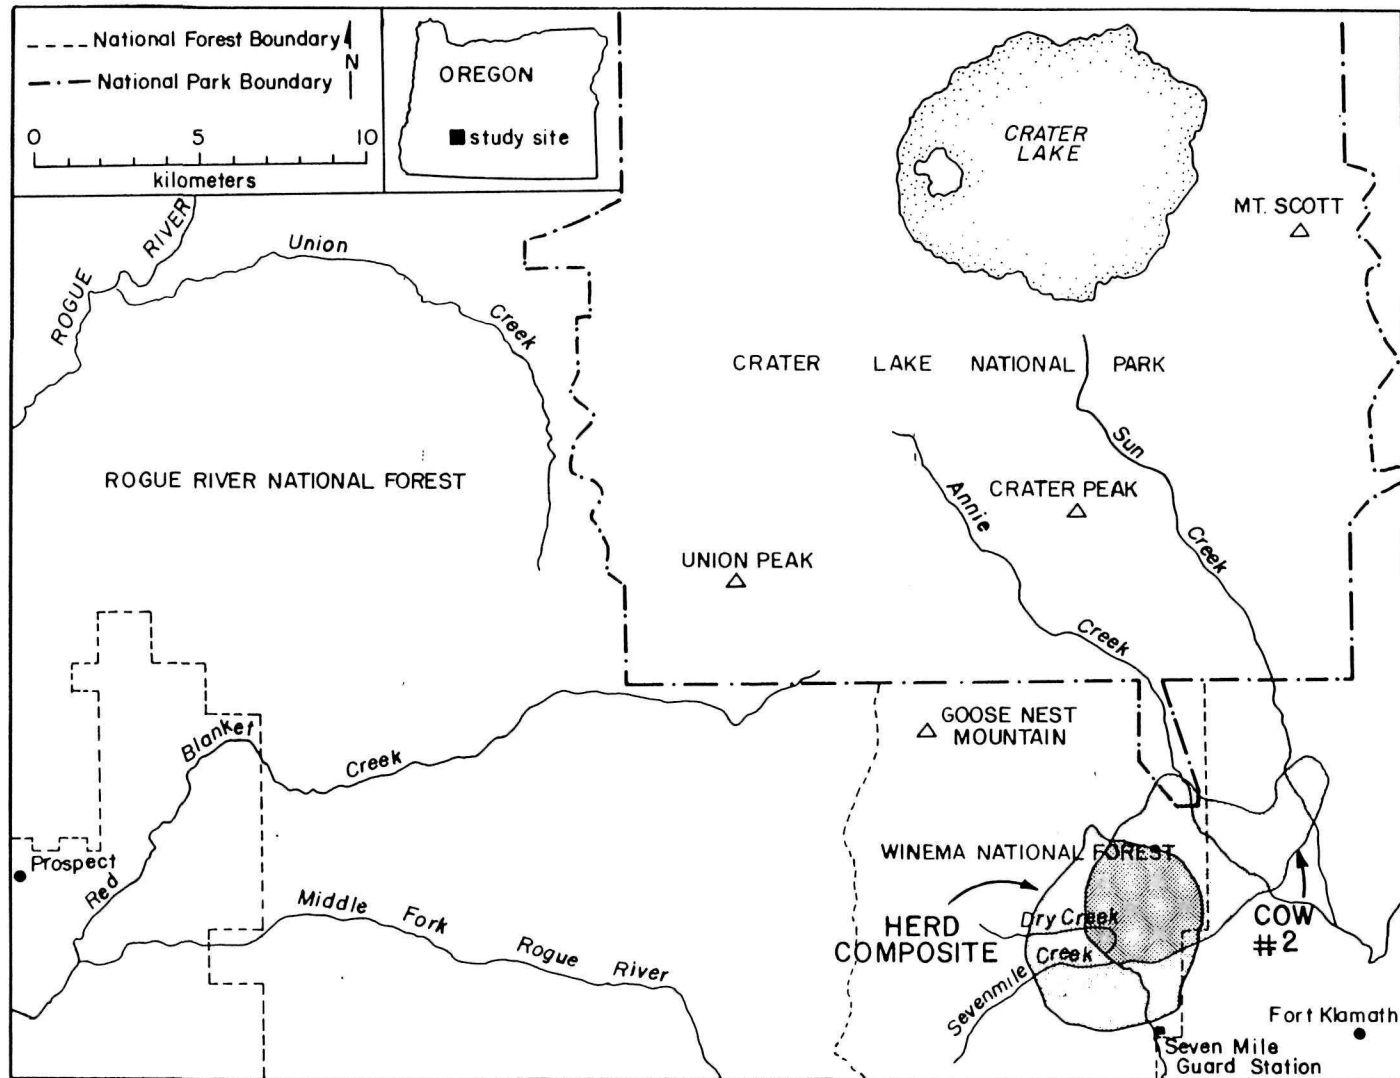 National Forest Boundary
N
National Park Boundary
0 5 10
kilometers
OREGON
study site
CRATER
LAKE
MT. SCOTT
ROGUE RIVER
Union Creek
CRATER LAKE NATIONAL PARK
Sun Creek
ROGUE RIVER NATIONAL FOREST
Annie Creek
CRATER PEAK
UNION PEAK
GOOSE NEST
MOUNTAIN
Red Blanket Creek
Prospect
WINEMA NATIONAL FOREST
Middle Fork Rogue River
HERD
COMPOSITE
Dry Creek
COW
#2
Sevenmile Creek
Fort Klamath
Seven Mile
Guard Station